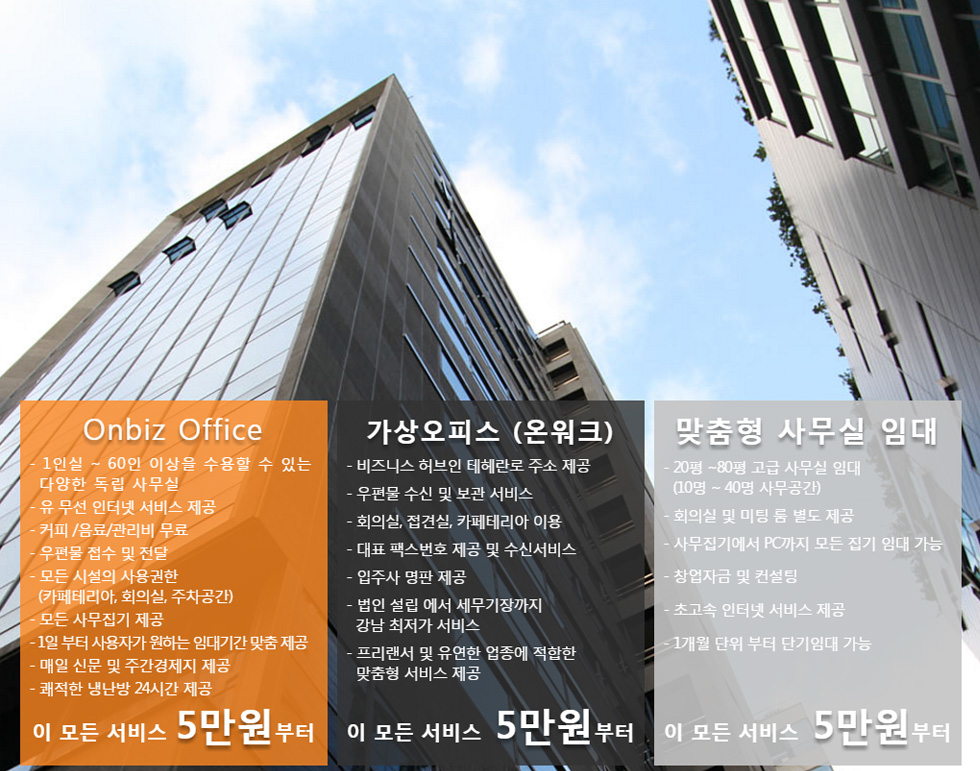 Onbiz Office
- 1인실 ~ 60인 이상을 수용할 수 있는
다양한 독립 사무실
- 유 무선 인터넷 서비스 제공
- 커피 /음료/관리비 무료
- 우편물 접수 및 전달
- 모든 시설의 사용권한
(카페테리아, 회의실, 주차공간)
- 모든 사무집기 제공
- 1일 부터 사용자가 원하는 임대기간 맞춤 제공
- 매일 신문 및 주간경제지 제공
- 쾌적한 냉난방 24시간 제공
이 모든 서비스 5만원부터
가상오피스 (온워크)
- 비즈니스 허브인 테헤란로 주소 제공
- 우편물 수신 및 보관 서비스
- 회의실, 접견실, 카페테리아 이용
- 대표 팩스번호 제공 및 수신서비스
- 입주사 명판 제공
- 법인 설립 에서 세무기장까지
강남 최저가 서비스
- 프리랜서 및 유연한 업종에 적합한
맞춤형 서비스 제공
이 모든 서비스 5만원부터
맞춤형 사무실 임대
- 20평 ~80평 고급 사무실 임대
(10명 ~ 40명 사무공간)
- 회의실 및 미팅 룸 별도 제공
- 사무집기에서 PC까지 모든 집기 임대 가능
- 창업자금 및 컨설팅
- 초고속 인터넷 서비스 제공
- 1개월 단위 부터 단기임대 가능
이 모든 서비스 5만원부터